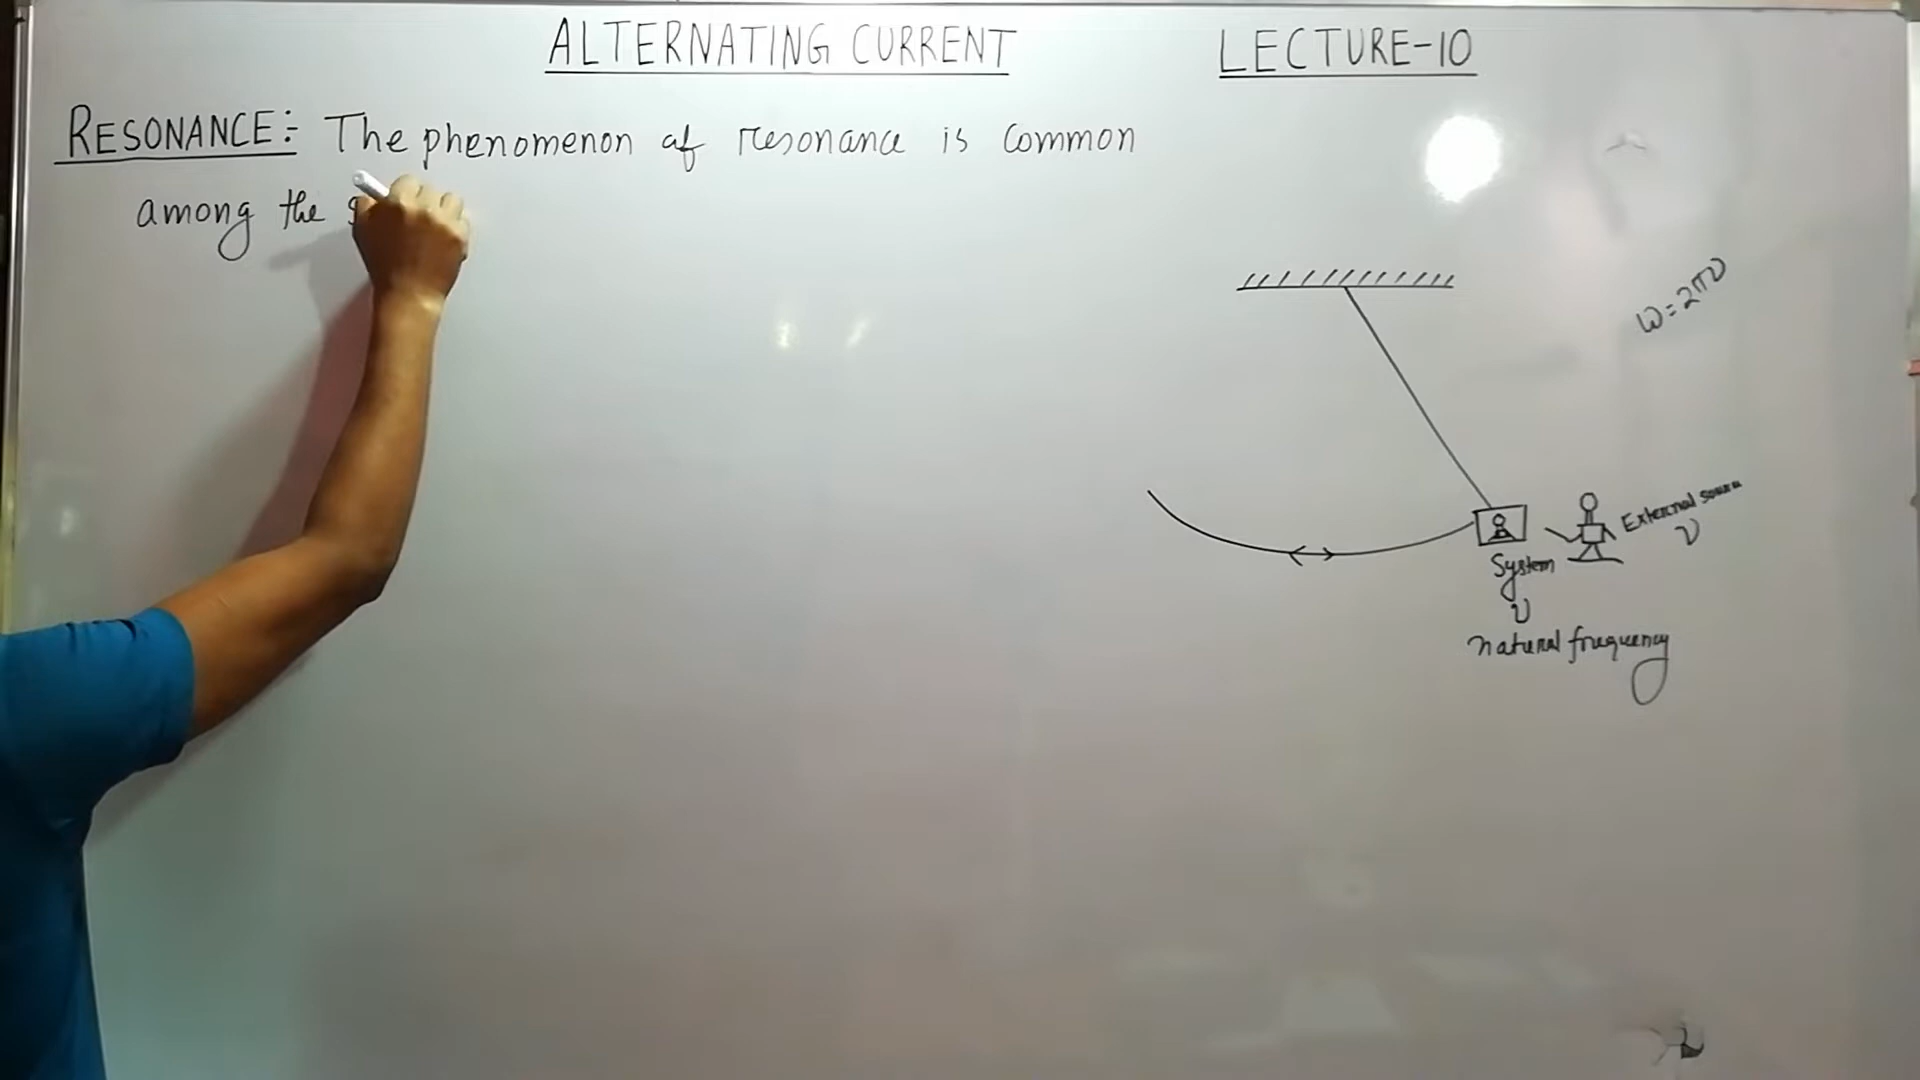 ALTERNATING CURRENT LECTURE-10
RESONANCE:- The phenomenon of resonance is common
among the
ω = 2πν
External source
ν
System
ν
natural frequency